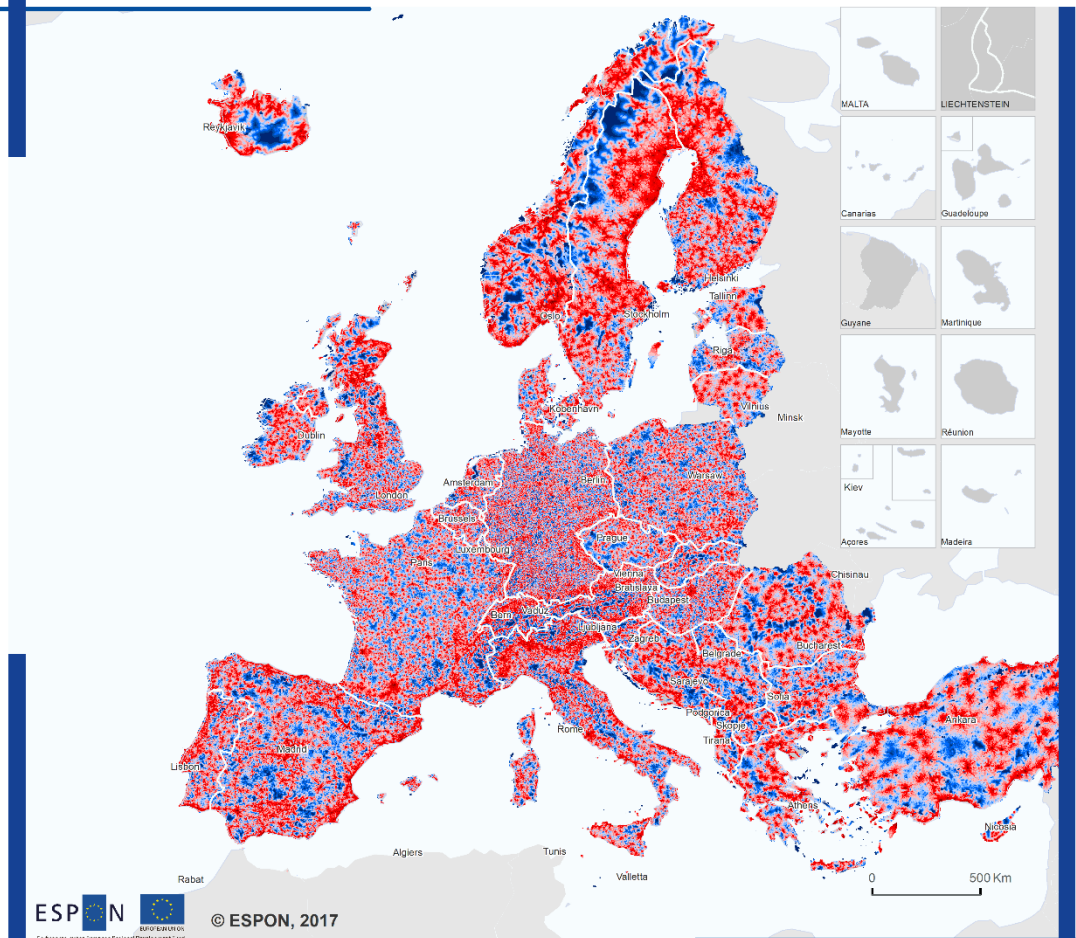 MALTA
LIECHTENSTEIN
Reykjavík
Canarias
Guadeloupe
Helsinki
Tallinn
Oslo
Stockholm
Guyane
Martinique
Riga
København
Vilnius
Minsk
Dublin
Mayotte
Réunion
Amsterdam
Berlin
Warsaw
London
Kiev
Brussels
Prague
Açores
Madeira
Luxembourg
Paris
Vienna
Chisinau
Bratislava
Budapest
Bern
Vaduz
Ljubljana
Zagreb
Bucharest
Belgrade
Sarajevo
Sofia
Podgorica
Skopje
Ankara
Rome
Tirana
Madrid
Lisbon
Athens
Nicosia
Algiers
Tunis
Valletta
Rabat
0
500 Km
ESPON
EUROPEAN UNION
© ESPON, 2017